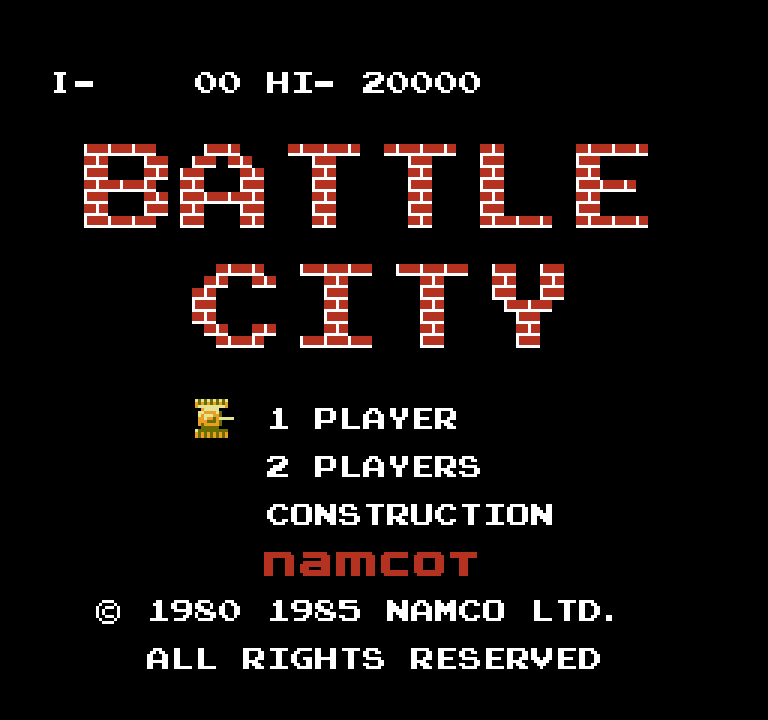 I-     00 HI- 20000
BATTLE
CITY
1 PLAYER
2 PLAYERS
CONSTRUCTION
namcot
© 1980 1985 NAMCO LTD.
ALL RIGHTS RESERVED